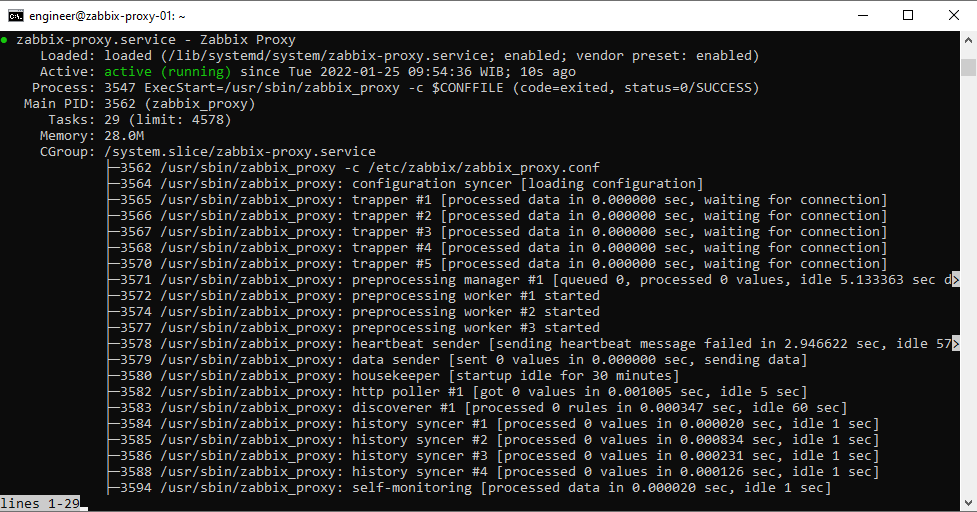 engineer@zabbix-proxy-01: ~
● zabbix-proxy.service - Zabbix Proxy
Loaded: loaded (/lib/systemd/system/zabbix-proxy.service; enabled; vendor preset: enabled)
Active: active (running) since Tue 2022-01-25 09:54:36 WIB; 10s ago
Process: 3547 ExecStart=/usr/sbin/zabbix_proxy -c $CONFFILE (code=exited, status=0/SUCCESS)
Main PID: 3562 (zabbix_proxy)
Tasks: 29 (limit: 4578)
Memory: 28.0M
CGroup: /system.slice/zabbix-proxy.service
├─3562 /usr/sbin/zabbix_proxy -c /etc/zabbix/zabbix_proxy.conf
├─3564 /usr/sbin/zabbix_proxy: configuration syncer [loading configuration]
├─3565 /usr/sbin/zabbix_proxy: trapper #1 [processed data in 0.000000 sec, waiting for connection]
├─3566 /usr/sbin/zabbix_proxy: trapper #2 [processed data in 0.000000 sec, waiting for connection]
├─3567 /usr/sbin/zabbix_proxy: trapper #3 [processed data in 0.000000 sec, waiting for connection]
├─3568 /usr/sbin/zabbix_proxy: trapper #4 [processed data in 0.000000 sec, waiting for connection]
├─3570 /usr/sbin/zabbix_proxy: trapper #5 [processed data in 0.000000 sec, waiting for connection]
├─3571 /usr/sbin/zabbix_proxy: preprocessing manager #1 [queued 0, processed 0 values, idle 5.133363 sec d>
├─3572 /usr/sbin/zabbix_proxy: preprocessing worker #1 started
├─3574 /usr/sbin/zabbix_proxy: preprocessing worker #2 started
├─3577 /usr/sbin/zabbix_proxy: preprocessing worker #3 started
├─3578 /usr/sbin/zabbix_proxy: heartbeat sender [sending heartbeat message failed in 2.946622 sec, idle 57>
├─3579 /usr/sbin/zabbix_proxy: data sender [sent 0 values in 0.000000 sec, sending data]
├─3580 /usr/sbin/zabbix_proxy: housekeeper [startup idle for 30 minutes]
├─3582 /usr/sbin/zabbix_proxy: http poller #1 [got 0 values in 0.001005 sec, idle 5 sec]
├─3583 /usr/sbin/zabbix_proxy: discoverer #1 [processed 0 rules in 0.000347 sec, idle 60 sec]
├─3584 /usr/sbin/zabbix_proxy: history syncer #1 [processed 0 values in 0.000020 sec, idle 1 sec]
├─3585 /usr/sbin/zabbix_proxy: history syncer #2 [processed 0 values in 0.000834 sec, idle 1 sec]
├─3586 /usr/sbin/zabbix_proxy: history syncer #3 [processed 0 values in 0.000231 sec, idle 1 sec]
├─3588 /usr/sbin/zabbix_proxy: history syncer #4 [processed 0 values in 0.000126 sec, idle 1 sec]
├─3594 /usr/sbin/zabbix_proxy: self-monitoring [processed data in 0.000020 sec, idle 1 sec]
lines 1-29